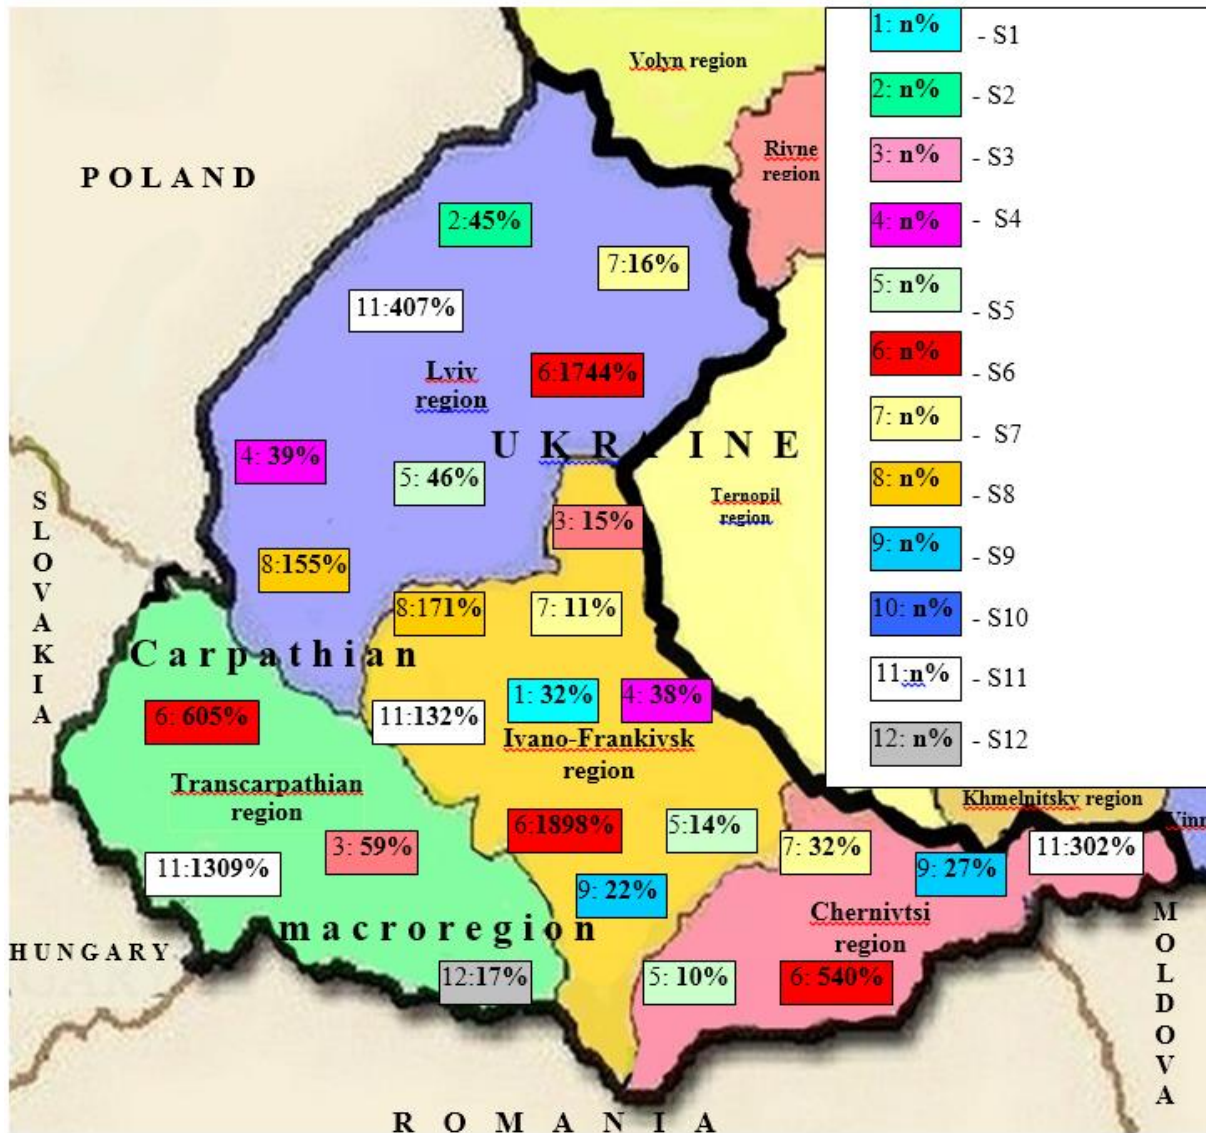 Volyn region
Rivne
region
POLAND
2:45%
7:16%
11:407%
Lviv
region
6:1744%
UKRAINE
4: 39%
5: 46%
Ternopil
region
3: 15%
SLOVAKIA
8:155%
8:171%
7: 11%
Carpathian
6: 605%
11:132%
1: 32%
4: 38%
Ivano-Frankivsk
region
Transcarpathian
region
6:1898%
5:14%
3: 59%
11:1309%
7: 32%
9: 27%
11:302%
Khmelnitsky region
Vinn
9: 22%
Chernivtsi
region
macroregion
HUNGARY
12:17%
5: 10%
6: 540%
MOLDOVA
ROMANIA
1: n% - S1
2: n% - S2
3: n% - S3
4: n% - S4
5: n% - S5
6: n% - S6
7: n% - S7
8: n% - S8
9: n% - S9
10: n% - S10
11:n% - S11
12: n% - S12